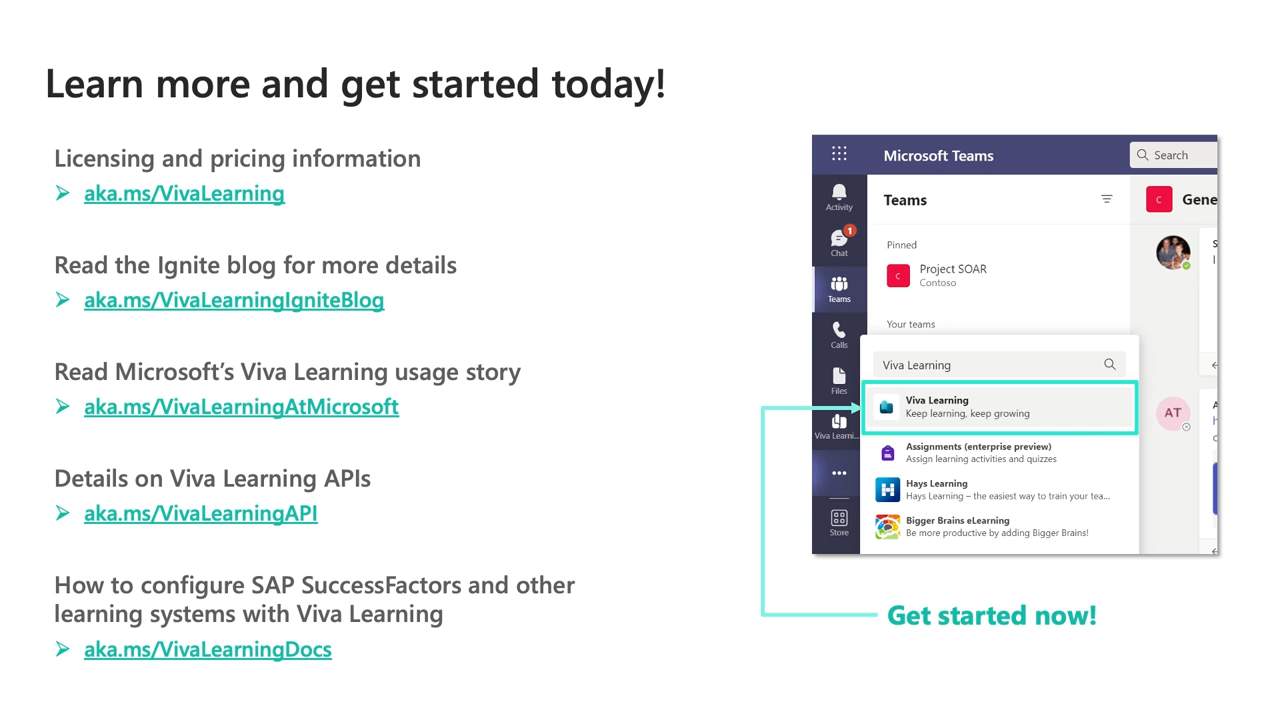 Learn more and get started today!
Licensing and pricing information
aka.ms/VivaLearning
Read the Ignite blog for more details
aka.ms/VivaLearningIgniteBlog
Read Microsoft’s Viva Learning usage story
aka.ms/VivaLearningAtMicrosoft
Details on Viva Learning APIs
aka.ms/VivaLearningAPI
How to configure SAP SuccessFactors and other
learning systems with Viva Learning
aka.ms/VivaLearningDocs
Microsoft Teams
Search
Activity
1
Chat
Teams
Calls
Files
Viva Learni...
Store
Teams
Pinned
C
Project SOAR
Contoso
Your teams
C
Gene
AT
Viva Learning
Viva Learning
Keep learning, keep growing
Assignments (enterprise preview)
Assign learning activities and quizzes
H
Hays Learning
Hays Learning – the easiest way to train your tea...
Bigger Brains eLearning
Be more productive by adding Bigger Brains!
Get started now!